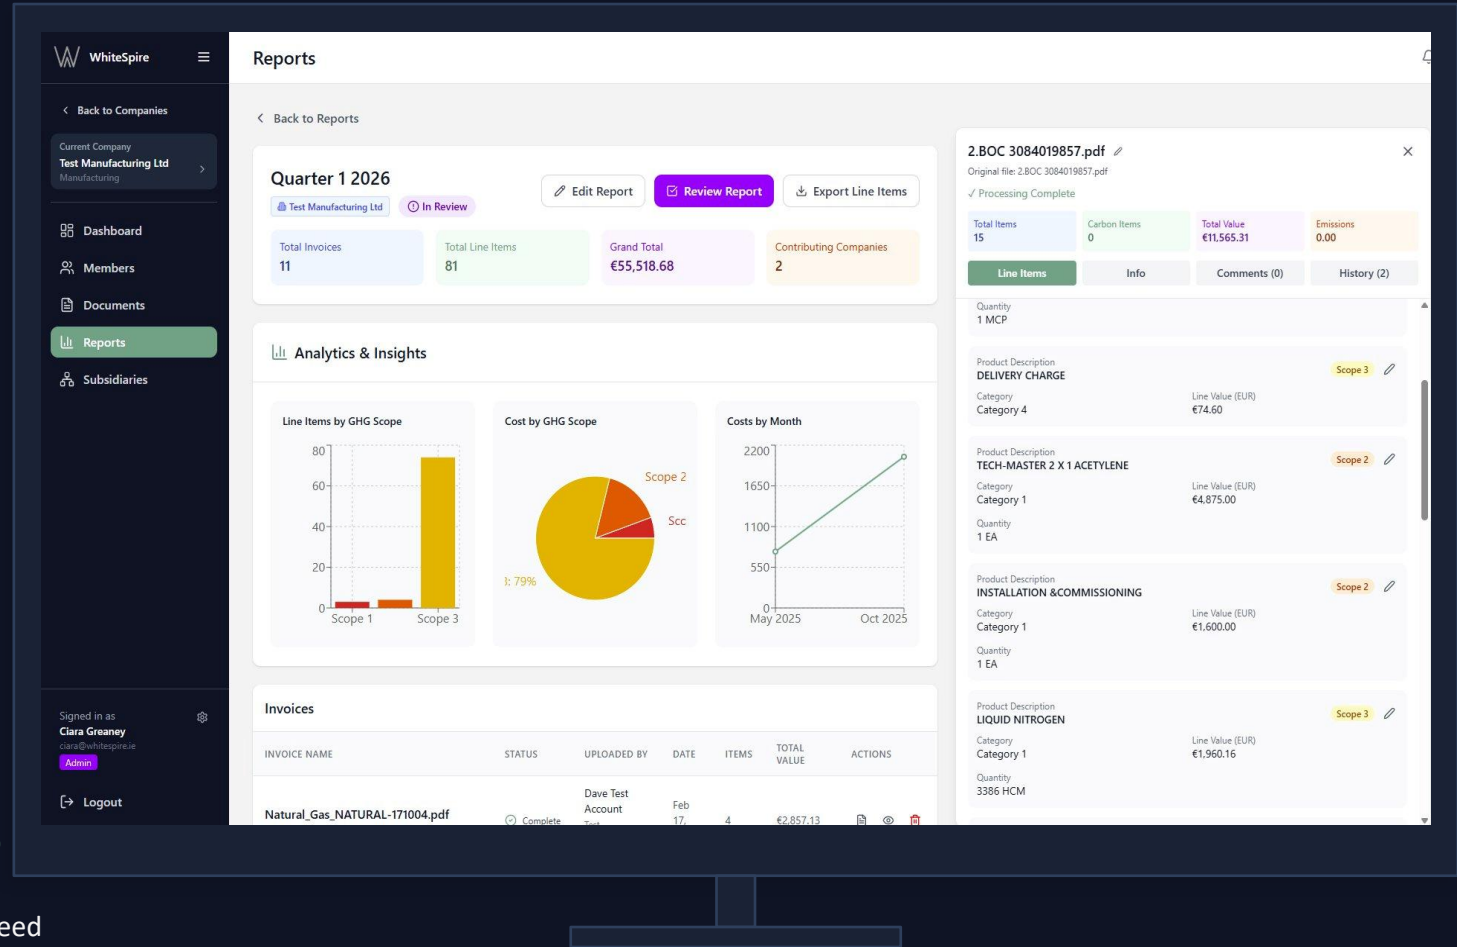 WhiteSpire
Back to Companies
Current Company
Test Manufacturing Ltd
Manufacturing
Dashboard
Members
Documents
Reports
Subsidiaries
Signed in as
Ciara Greaney
ciara@whitespire.ie
Admin
Logout
Reports
Back to Reports
Quarter 1 2026
Test Manufacturing Ltd
In Review
Edit Report
Review Report
Export Line Items
Total Invoices
11
Total Line Items
81
Grand Total
€55,518.68
Contributing Companies
2
Analytics & Insights
Line Items by GHG Scope
80
60
40
20
0
Scope 1
Scope 3
Cost by GHG Scope
Scope 2
Scc
3: 79%
Costs by Month
2200
1650
1100
550
0
May 2025
Oct 2025
Invoices
INVOICE NAME
STATUS
UPLOADED BY
DATE
ITEMS
TOTAL
VALUE
ACTIONS
Natural_Gas_NATURAL-171004.pdf
Complete
Dave Test
Account
Test
Feb
17,
4
€2,857.13
2.BOC 3084019857.pdf
Original file: 2.BOC 3084019857.pdf
✓ Processing Complete
Total Items
15
Carbon Items
0
Total Value
€11,565.31
Emissions
0.00
Line Items
Info
Comments (0)
History (2)
Quantity
1 MCP
Product Description
DELIVERY CHARGE
Scope 3
Category
Category 4
Line Value (EUR)
€74.60
Product Description
TECH-MASTER 2 X 1 ACETYLENE
Scope 2
Category
Category 1
Line Value (EUR)
€4,875.00
Quantity
1 EA
Product Description
INSTALLATION &COMMISSIONING
Scope 2
Category
Category 1
Line Value (EUR)
€1,600.00
Quantity
1 EA
Product Description
LIQUID NITROGEN
Scope 3
Category
Category 1
Line Value (EUR)
€1,960.16
Quantity
3386 HCM
eed